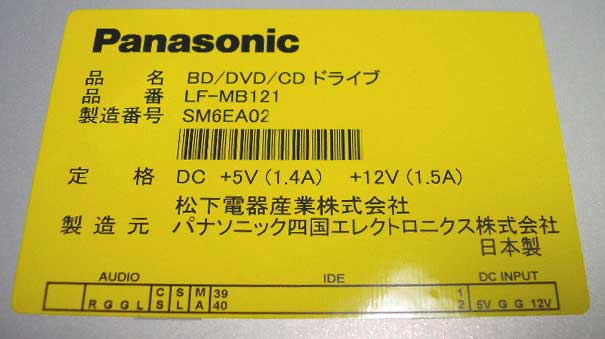 Panasonic
品 名 BD/DVD/CD ドライブ
品 番 LF-MB121
製造番号 SM6EA02
定 格 DC +5V (1.4A) +12V (1.5A)
松下電器産業株式会社
製 造 元 パナソニック四国エレクトロニクス株式会社
日本製
AUDIO IDE DC INPUT
R G G L C S S L M A 39 40 1 2 5V G G 12V